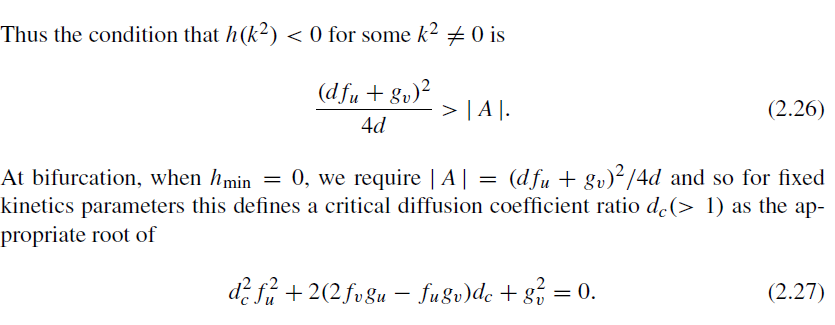 Thus the condition that h(k²) < 0 for some k² ≠ 0 is
(df_u + g_v)² / 4d > | A |. (2.26)
At bifurcation, when h_min = 0, we require | A | = (df_u + g_v)²/4d and so for fixed
kinetics parameters this defines a critical diffusion coefficient ratio d_c(> 1) as the ap-
propriate root of
d_c² f_u² + 2(2f_v g_u − f_u g_v)d_c + g_v² = 0. (2.27)